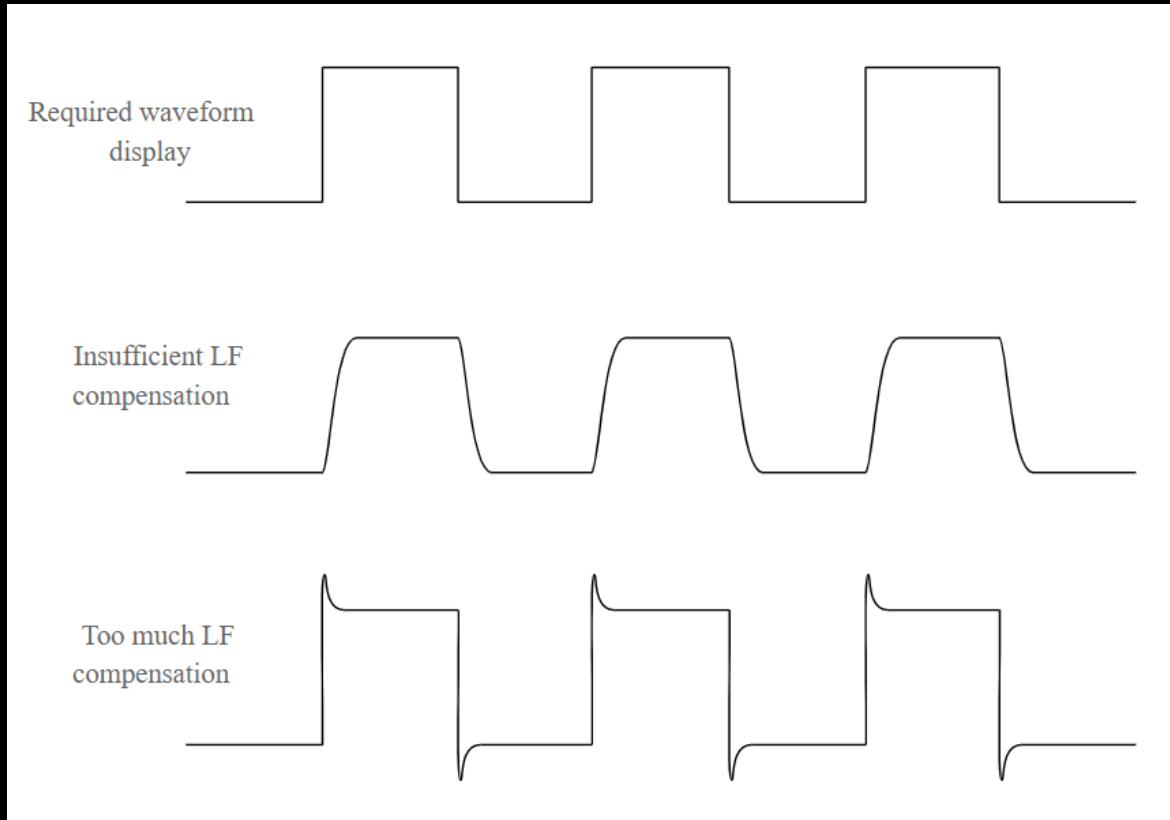 Required waveform
display
Insufficient LF
compensation
Too much LF
compensation